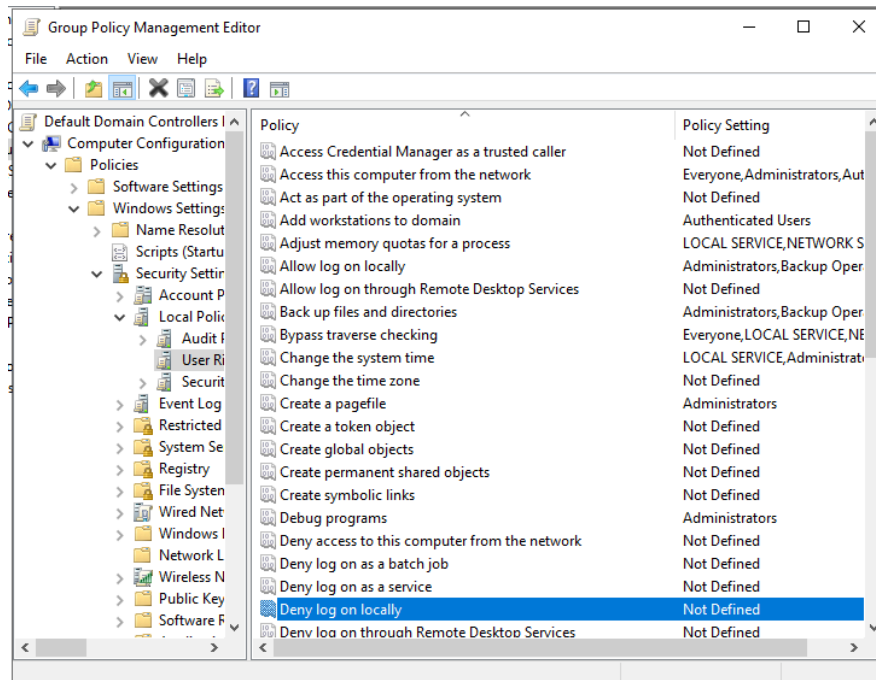 Group Policy Management Editor
File Action View Help
Default Domain Controllers
Computer Configuration
Policies
Software Settings
Windows Settings
Name Resolut
Scripts (Startu
Security Settin
Account P
Local Polic
Audit P
User Ri
Securit
Event Log
Restricted
System Se
Registry
File System
Wired Net
Windows
Network L
Wireless N
Public Key
Software R
Policy Policy Setting
Access Credential Manager as a trusted caller Not Defined
Access this computer from the network Everyone,Administrators,Aut
Act as part of the operating system Not Defined
Add workstations to domain Authenticated Users
Adjust memory quotas for a process LOCAL SERVICE,NETWORK S
Allow log on locally Administrators,Backup Oper
Allow log on through Remote Desktop Services Not Defined
Back up files and directories Administrators,Backup Oper
Bypass traverse checking Everyone,LOCAL SERVICE,NE
Change the system time LOCAL SERVICE,Administrat
Change the time zone Not Defined
Create a pagefile Administrators
Create a token object Not Defined
Create global objects Not Defined
Create permanent shared objects Not Defined
Create symbolic links Not Defined
Debug programs Administrators
Deny access to this computer from the network Not Defined
Deny log on as a batch job Not Defined
Deny log on as a service Not Defined
Deny log on locally Not Defined
Deny log on through Remote Desktop Services Not Defined